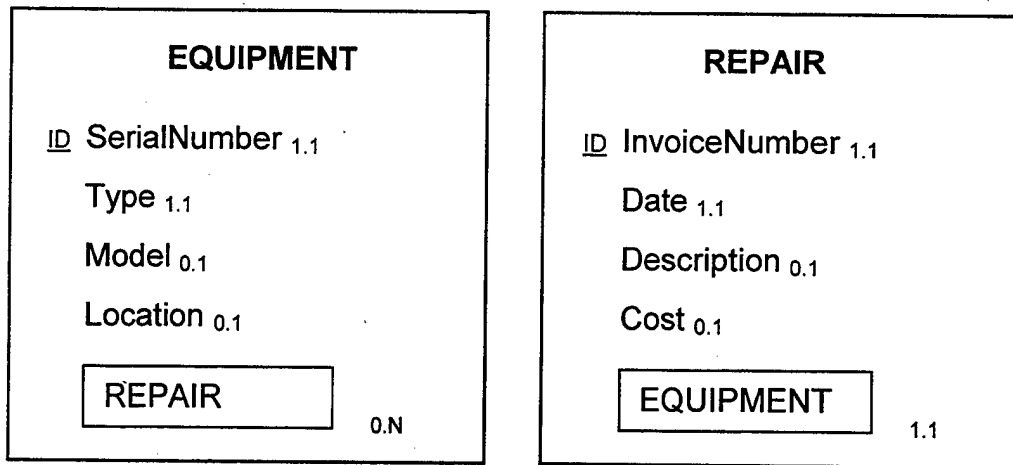 EQUIPMENT
ID SerialNumber 1.1
Type 1.1
Model 0.1
Location 0.1
REPAIR
0.N
REPAIR
ID InvoiceNumber 1.1
Date 1.1
Description 0.1
Cost 0.1
EQUIPMENT
1.1